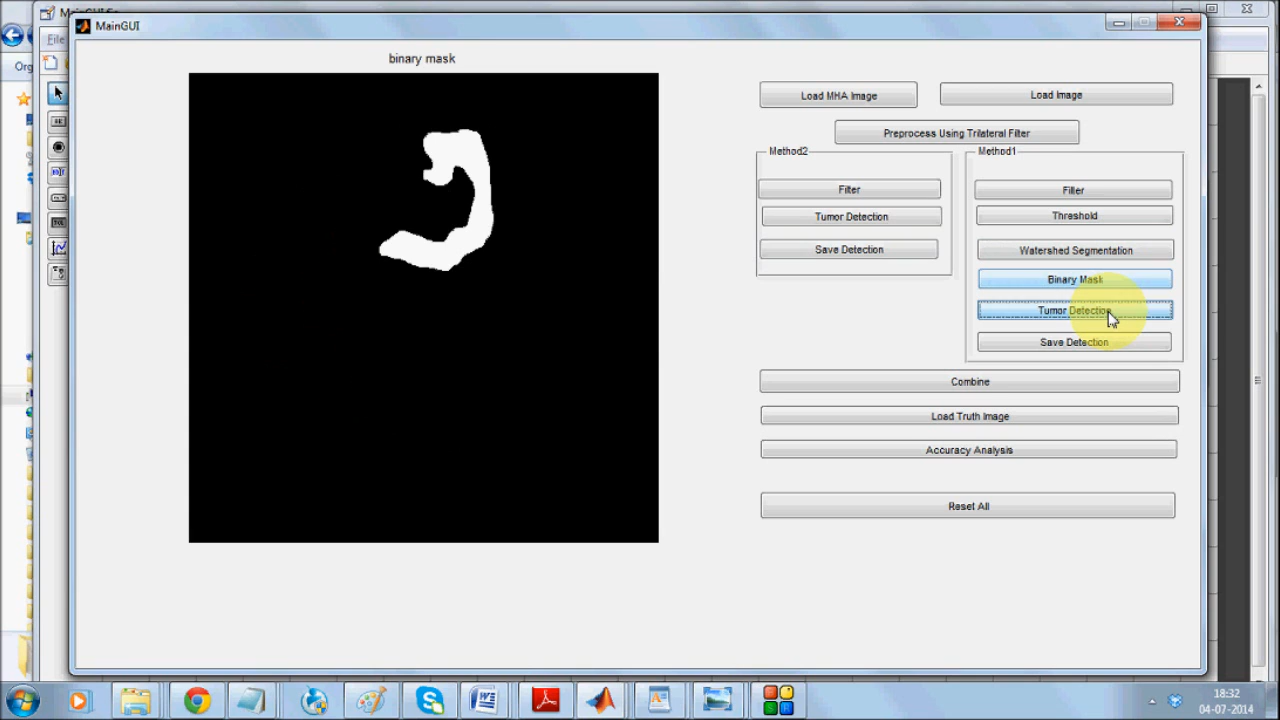 MainGUI
File
Org
binary mask
Load MHA Image
Load Image
Preprocess Using Trilateral Filter
Method2
Method1
Filter
Filter
Tumor Detection
Threshold
Save Detection
Watershed Segmentation
Binary Mask
Tumor Detection
Save Detection
Combine
Load Truth Image
Accuracy Analysis
Reset All
18:32
04-07-2014